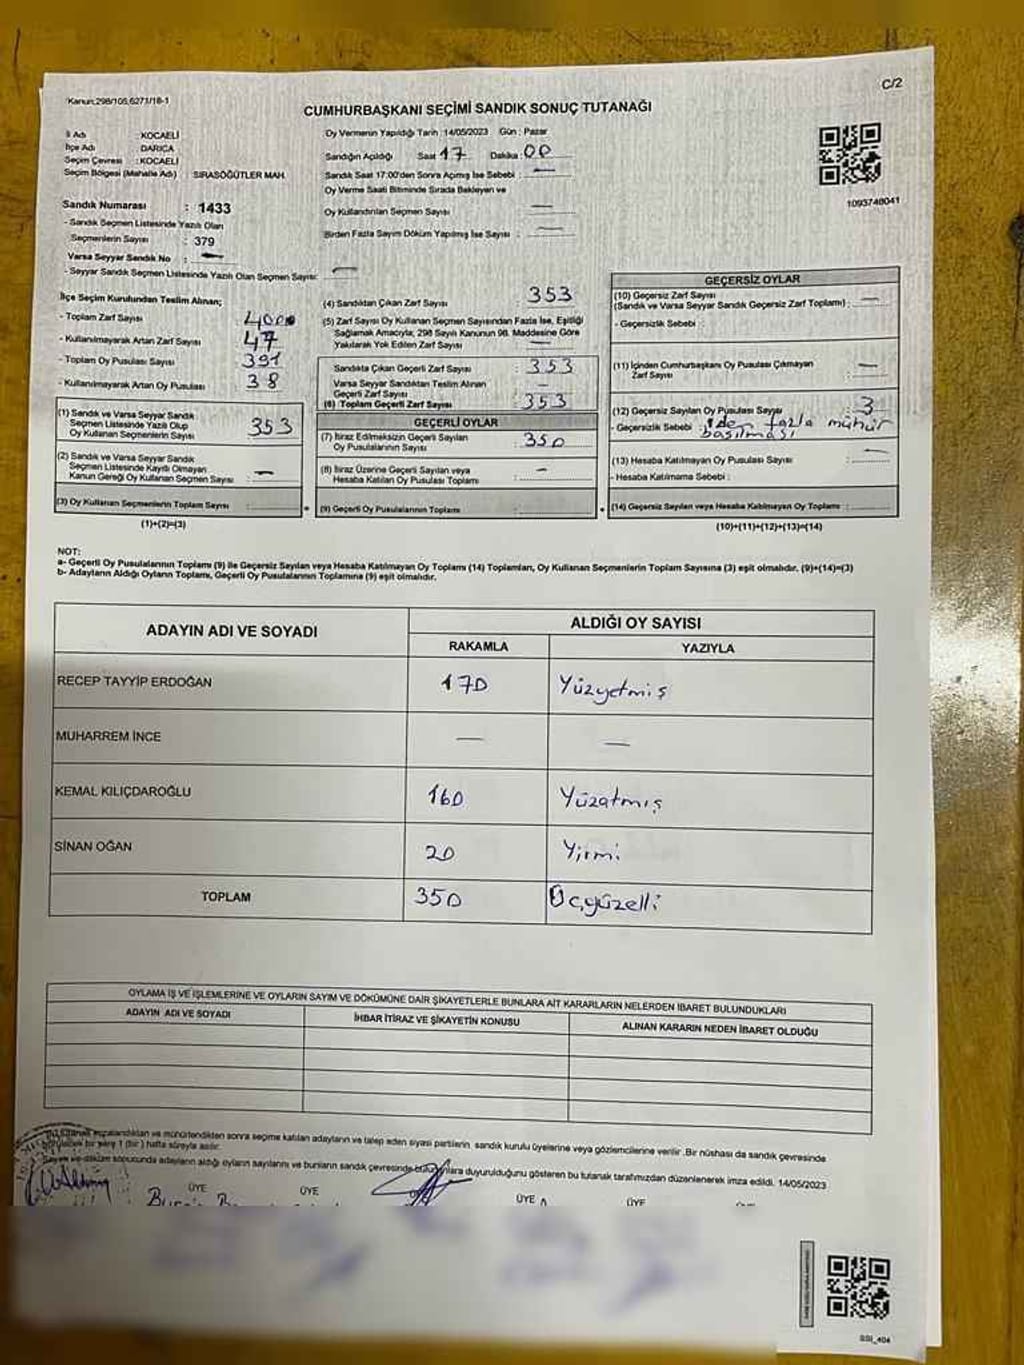 Kanun:298/105,6271/18-1
C/2
CUMHURBAŞKANI SEÇİMİ SANDIK SONUÇ TUTANAĞI
İl Adı : KOCAELİ
İlçe Adı : DARICA
Seçim Çevresi : KOCAELİ
Seçim Bölgesi (Mahalle Adı) SIRASÖĞÜTLER MAH.
Sandık Numarası : 1433
- Sandık Seçmen Listesinde Yazılı Olan
Seçmenlerin Sayısı : 379
Varsa Seyyar Sandık No : —
- Seyyar Sandık Seçmen Listesinde Yazılı Olan Seçmen Sayısı: —
Oy Vermenin Yapıldığı Tarih : 14/05/2023 Gün : Pazar
Sandığın Açıldığı Saat 17 Dakika : 00
Sandık Saat 17:00'den Sonra Açılmış İse Sebebi : —
Oy Verme Saati Bitiminde Sırada Bekleyen ve
Oy Kullandırılan Seçmen Sayısı —
Birden Fazla Sayım Döküm Yapılmış İse Sayısı : —
1093748041
İlçe Seçim Kurulundan Teslim Alınan;
- Toplam Zarf Sayısı 400
- Kullanılmayarak Artan Zarf Sayısı : 47
- Toplam Oy Pusulası Sayısı : 391
- Kullanılmayarak Artan Oy Pusulası : 38
(1) Sandık ve Varsa Seyyar Sandık
Seçmen Listesinde Yazılı Olup
Oy Kullanan Seçmenlerin Sayısı 353
(2) Sandık ve Varsa Seyyar Sandık
Seçmen Listesinde Kayıtlı Olmayan
Kanun Gereği Oy Kullanan Seçmen Sayısı : —
(3) Oy Kullanan Seçmenlerin Toplam Sayısı :
(1)+(2)=(3)
(4) Sandıktan Çıkan Zarf Sayısı : 353
(5) Zarf Sayısı Oy Kullanan Seçmen Sayısından Fazla İse, Eşitliği
Sağlamak Amacıyla; 298 Sayılı Kanunun 98. Maddesine Göre
Yakılarak Yok Edilen Zarf Sayısı —
Sandıkta Çıkan Geçerli Zarf Sayısı : 353
Varsa Seyyar Sandıktan Teslim Alınan
Geçerli Zarf Sayısı : —
(6) Toplam Geçerli Zarf Sayısı : 353
GEÇERLİ OYLAR
(7) İtiraz Edilmeksizin Geçerli Sayılan
Oy Pusulasının Sayısı : 350
(8) İtiraz Üzerine Geçerli Sayılan veya
Hesaba Katılan Oy Pusulası Toplamı : —
(9) Geçerli Oy Pusulalarının Toplamı :
GEÇERSİZ OYLAR
(10) Geçersiz Zarf Sayısı
(Sandık ve Varsa Seyyar Sandık Geçersiz Zarf Toplamı) : —
- Geçersizlik Sebebi :
(11) İçinden Cumhurbaşkanı Oy Pusulası Çıkmayan
Zarf Sayısı : —
(12) Geçersiz Sayılan Oy Pusulası Sayısı : 3
- Geçersizlik Sebebi : 1den fazla mühür
basılması
(13) Hesaba Katılmayan Oy Pusulası Sayısı : —
- Hesaba Katılmama Sebebi :
(14) Geçersiz Sayılan veya Hesaba Katılmayan Oy Toplamı :
(10)+(11)+(12)+(13)=(14)
NOT:
a- Geçerli Oy Pusulalarının Toplamı (9) ile Geçersiz Sayılan veya Hesaba Katılmayan Oy Toplamı (14) Toplamları, Oy Kullanan Seçmenlerin Toplam Sayısına (3) eşit olmalıdır. (9)+(14)=(3)
b- Adayların Aldığı Oyların Toplamı, Geçerli Oy Pusulalarının Toplamına (9) eşit olmalıdır.
ADAYIN ADI VE SOYADI ALDIĞI OY SAYISI
RAKAMLA YAZIYLA
RECEP TAYYİP ERDOĞAN 170 Yüzyetmiş
MUHARREM İNCE — —
KEMAL KILIÇDAROĞLU 160 Yüzatmış
SİNAN OĞAN 20 Yirmi
TOPLAM 350 Üçyüzelli
OYLAMA İŞ VE İŞLEMLERİNE VE OYLARIN SAYIM VE DÖKÜMÜNE DAİR ŞİKAYETLERLE BUNLARA AİT KARARLARIN NELERDEN İBARET BULUNDUKLARI
ADAYIN ADI VE SOYADI İHBAR İTİRAZ VE ŞİKAYETİN KONUSU ALINAN KARARIN NEDEN İBARET OLDUĞU
ve mühürlendikten sonra seçime katılan adayların ve talep eden siyasi partilerin sandık kurulu üyelerine veya gözlemcilerine verilir. Bir nüshası da sandık çevresinde
bir yere 1 (bir) hafta süreyle asılır.
Sayım ve döküm sonucunda adayların aldığı oyların sayılarını ve bunların sandık çevresinde duyurulduğunu gösteren bu tutanak tarafımızdan düzenlenerek imza edildi. 14/05/2023
ÜYE ÜYE ÜYE ÜYE
SSI_404